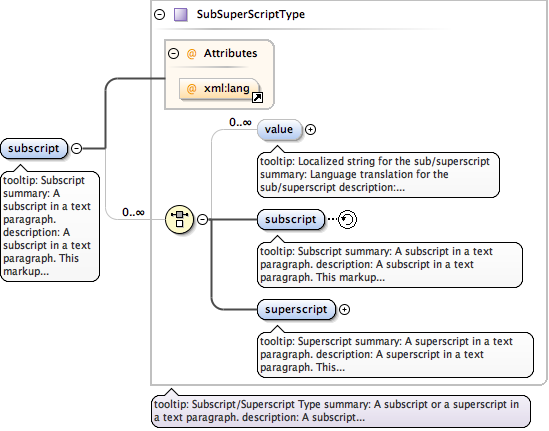 SubSuperScriptType
@ Attributes
@ xml:lang
0..∞
value
tooltip: Localized string for the sub/superscript
summary: Language translation for the
sub/superscript description:...
subscript
tooltip: Subscript
summary: A
subscript in a text
paragraph.
description: A
subscript in a text
paragraph. This
markup...
0..∞
subscript
tooltip: Subscript summary: A subscript in a text
paragraph. description: A subscript in a text
paragraph. This markup...
superscript
tooltip: Superscript summary: A superscript in a text
paragraph. description: A superscript in a text
paragraph. This...
tooltip: Subscript/Superscript Type summary: A subscript or a superscript in
a text paragraph. description: A subscript...